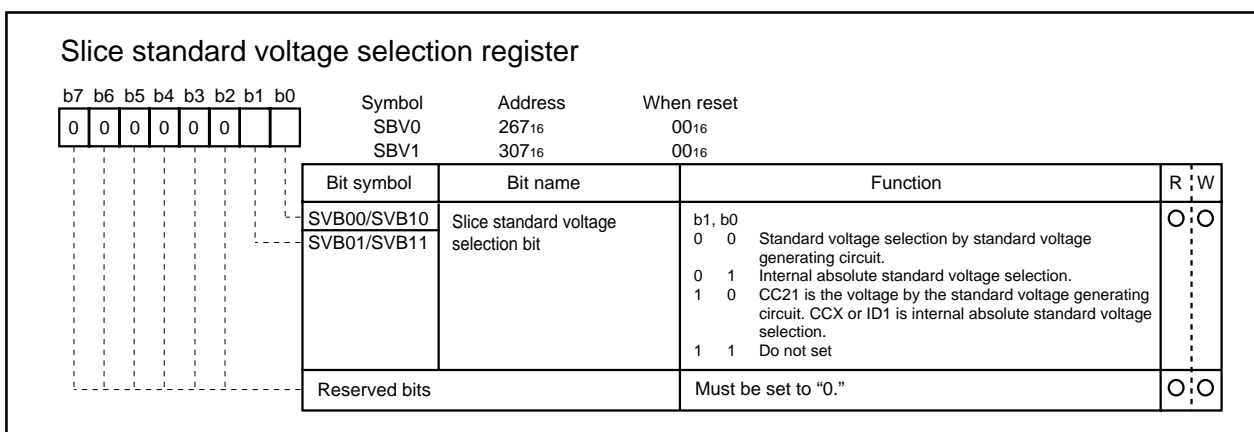 Slice standard voltage selection register
b7 b6 b5 b4 b3 b2 b1 b0
Symbol Address When reset
0 0 0 0 0 0 SBV0 26716 0016
SBV1 30716 0016
Bit symbol Bit name Function R W
SVB00/SVB10 Slice standard voltage b1, b0
SVB01/SVB11 selection bit 0 0 Standard voltage selection by standard voltage
generating circuit.
0 1 Internal absolute standard voltage selection.
1 0 CC21 is the voltage by the standard voltage generating
circuit. CCX or ID1 is internal absolute standard voltage
selection.
1 1 Do not set
Reserved bits Must be set to “0.”